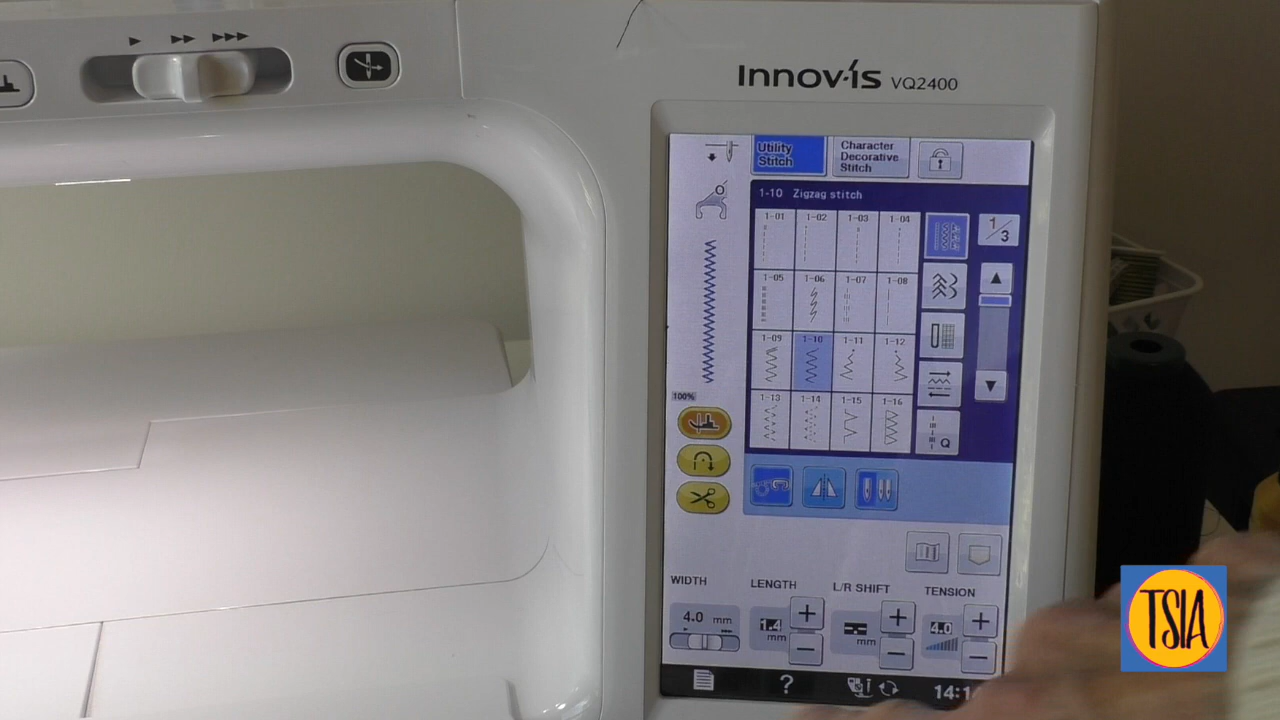 Innov-ís VQ2400
Utility
Stitch
Character
Decorative
Stitch
1-10 Zigzag stitch
1/3
1-01 1-02 1-03 1-04
1-05 1-06 1-07 1-08
1-09 1-10 1-11 1-12
1-13 1-14 1-15 1-16
Q
100%
WIDTH LENGTH L/R SHIFT TENSION
4.0 mm 1.4 mm mm 4.0
+ + +
− − −
?
TSIA